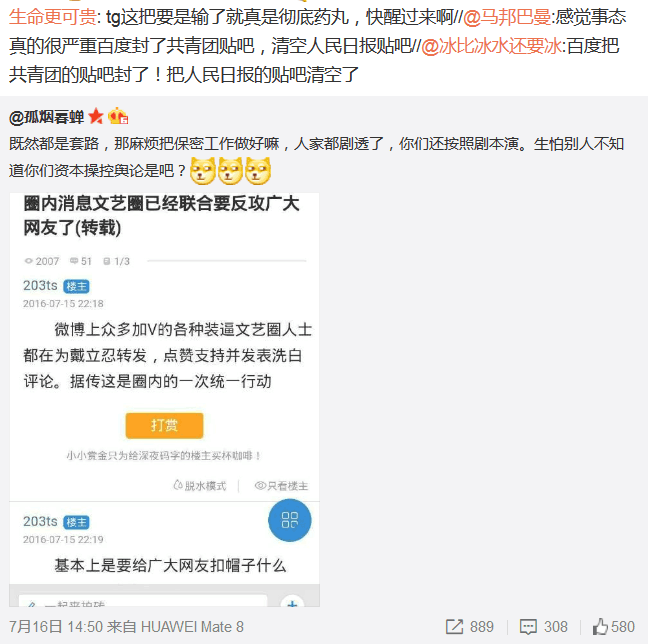 生命更可贵: tg这把要是输了就真是彻底药丸，快醒过来啊//@马邦巴曼:感觉事态
真的很严重百度封了共青团贴吧，清空人民日报贴吧//@冰比冰水还要冰:百度把
共青团的贴吧封了！把人民日报的贴吧清空了
@孤烟暮蝉
既然都是套路，那麻烦把保密工作做好嘛，人家都剧透了，你们还按照剧本演。生怕别人不知
道你们资本操控舆论是吧？
圈内消息文艺圈已经联合要反攻广大
网友了(转载)
2007 51 1/3
203ts 楼主
2016-07-15 22:18
微博上众多加V的各种装逼文艺圈人士
都在为戴立忍转发，点赞支持并发表洗白
评论。据传这是圈内的一次统一行动
打赏
小小赏金只为给深夜码字的楼主买杯咖啡！
脱水模式 只看楼主
203ts 楼主
2016-07-15 22:19
基本上是要给广大网友扣帽子什么
7月16日 14:50 来自 HUAWEI Mate 8
889 308 580